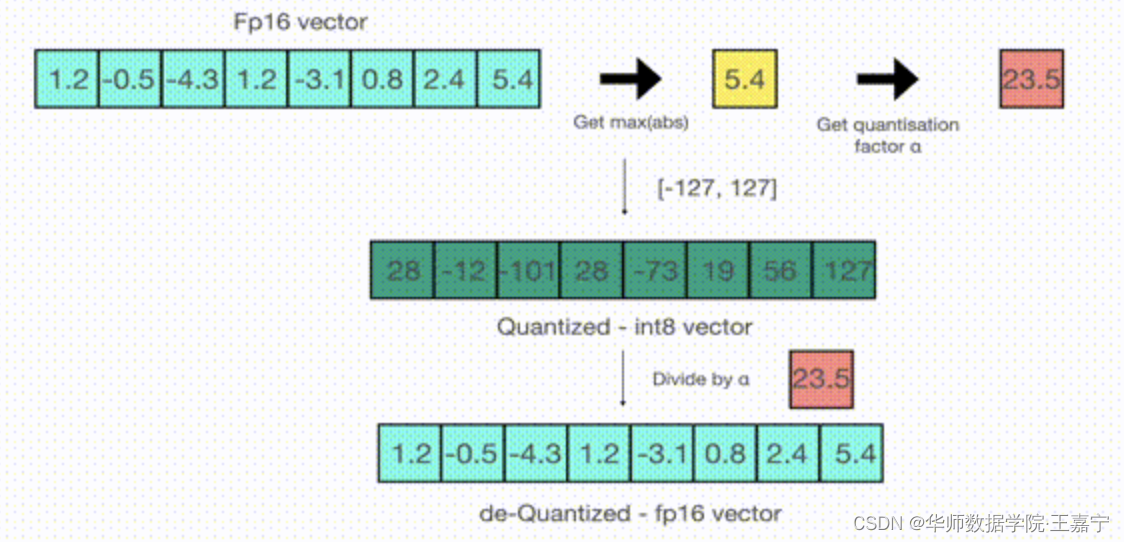 Fp16 vector
1.2 -0.5 -4.3 1.2 -3.1 0.8 2.4 5.4
5.4
23.5
Get max(abs)
Get quantisation
factor α
[-127, 127]
28 -12 -101 28 -73 19 56 127
Quantized - int8 vector
Divide by α
23.5
1.2 -0.5 -4.3 1.2 -3.1 0.8 2.4 5.4
de-Quantized - fp16 vector
CSDN @华师数据学院·王嘉宁